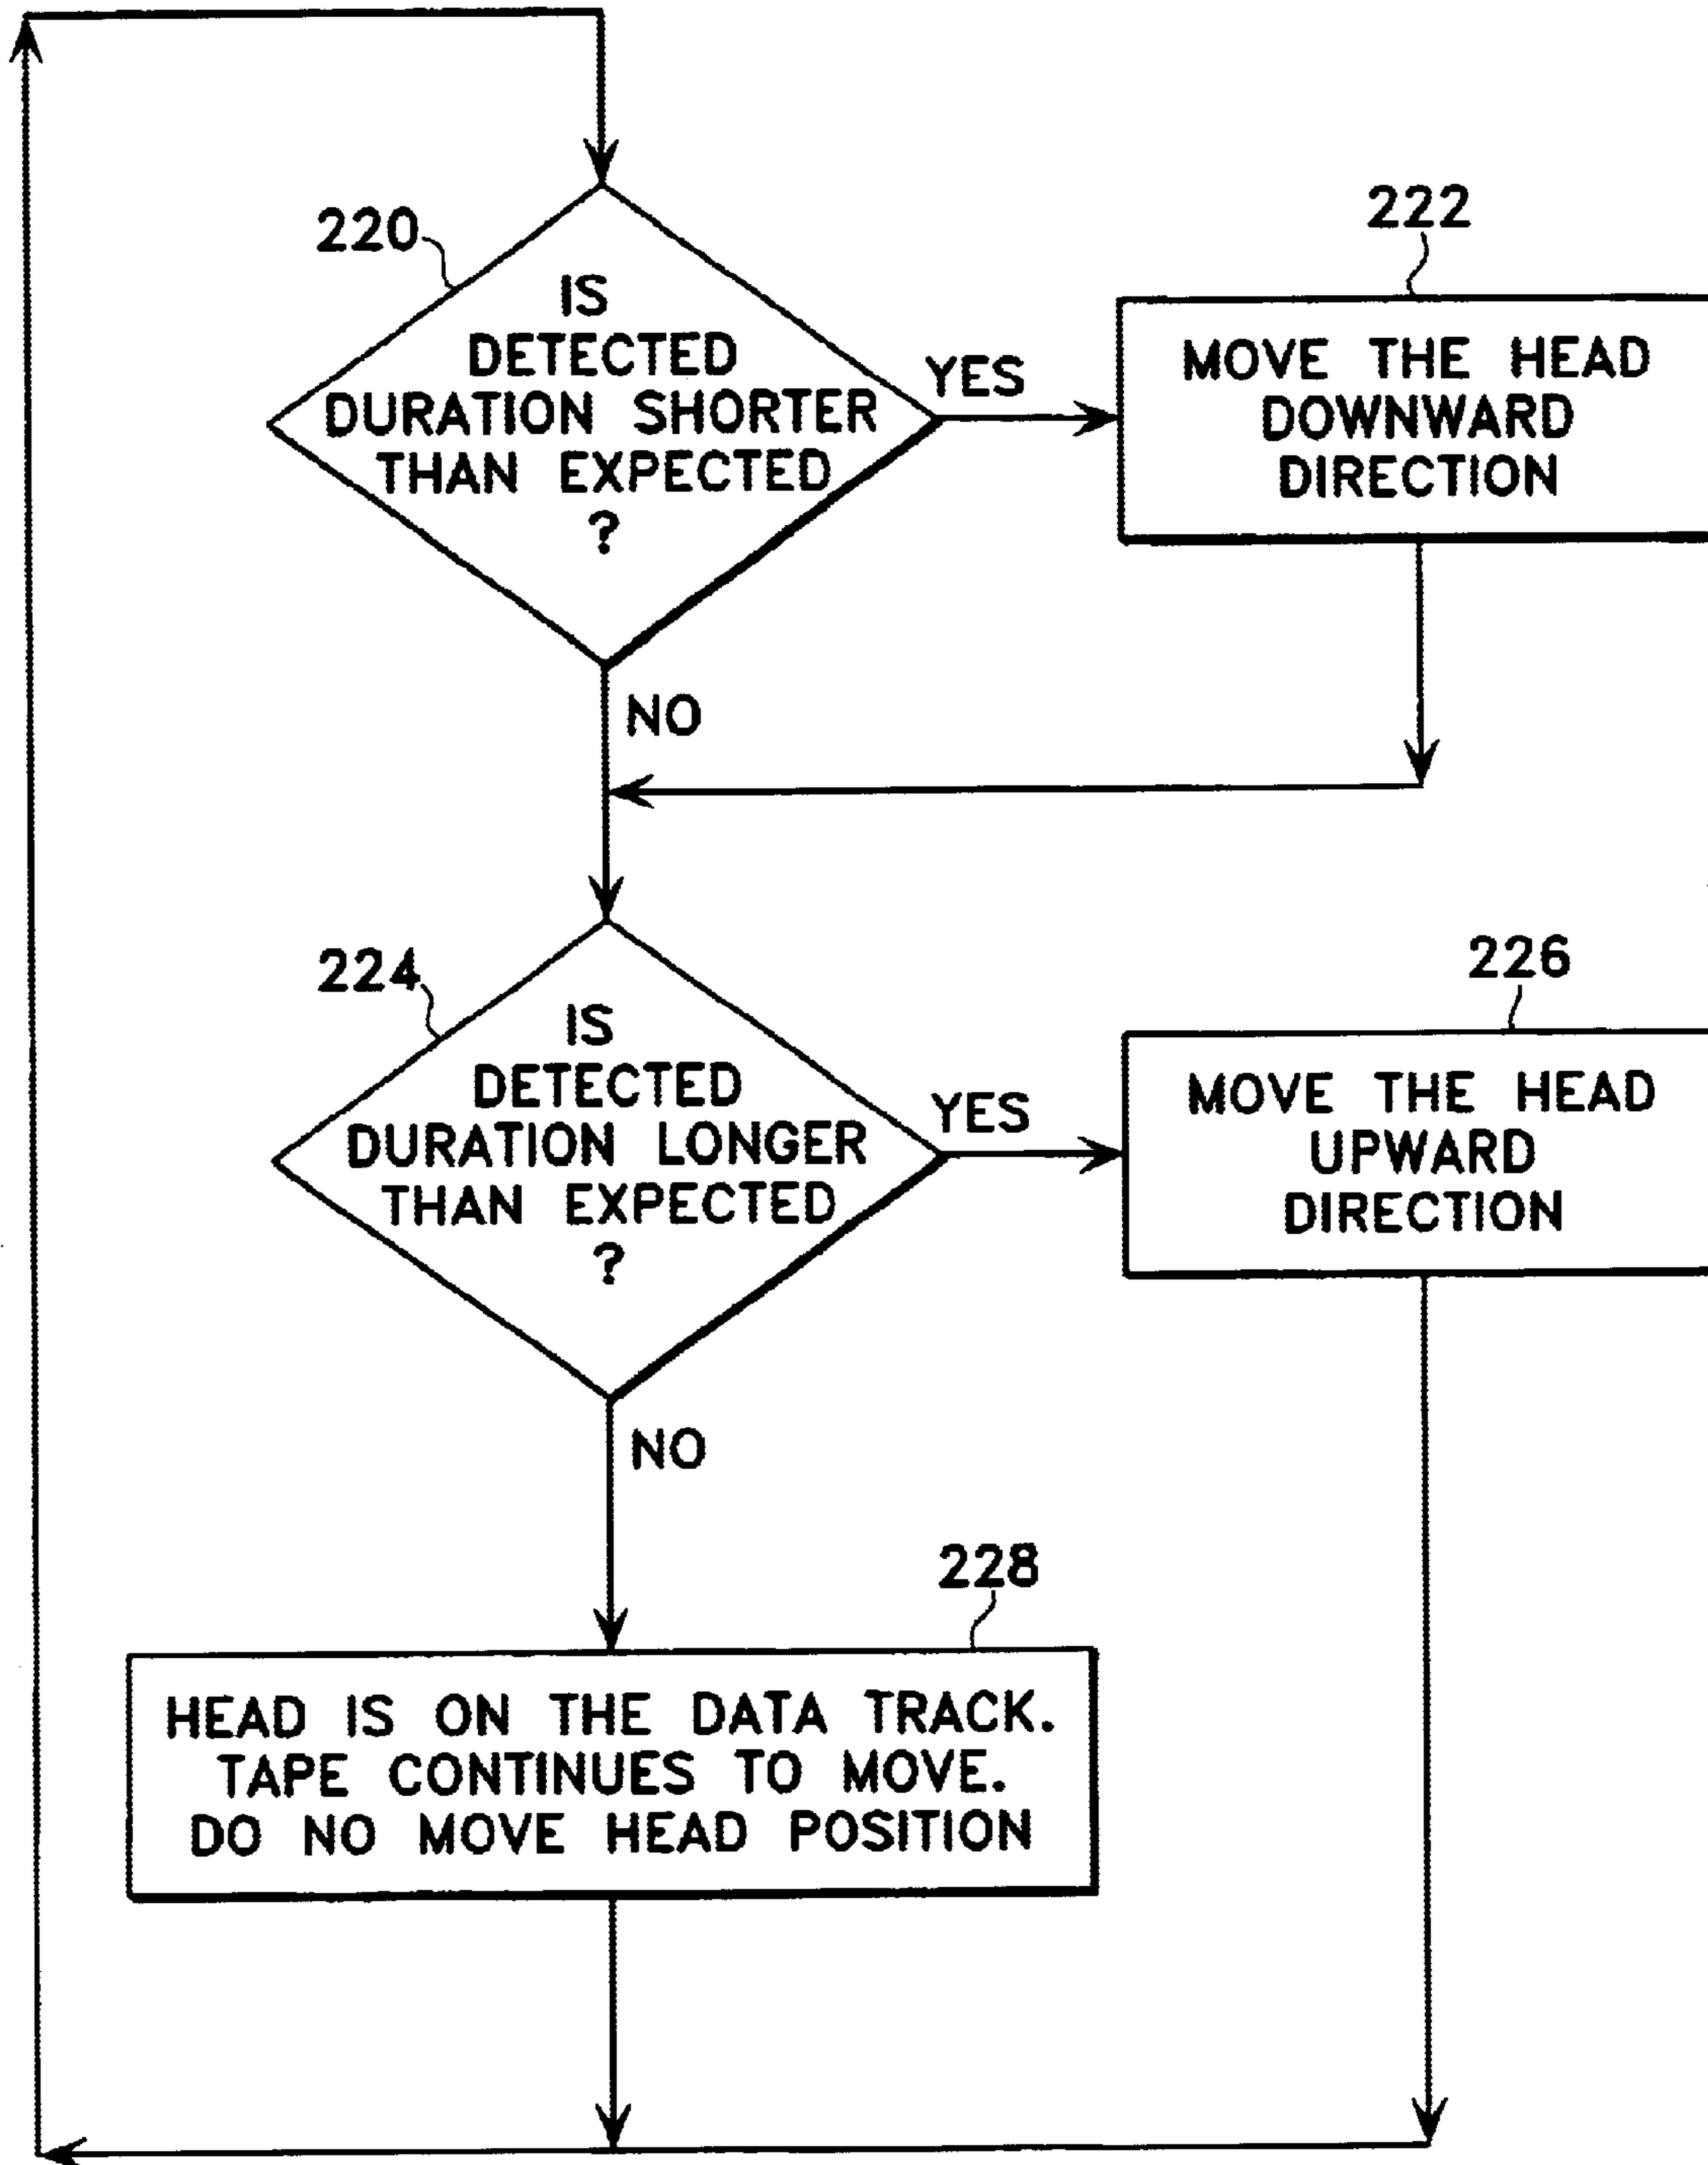 220
IS
DETECTED
DURATION SHORTER
THAN EXPECTED
?
YES
222
MOVE THE HEAD
DOWNWARD
DIRECTION
NO
224
IS
DETECTED
DURATION LONGER
THAN EXPECTED
?
YES
226
MOVE THE HEAD
UPWARD
DIRECTION
NO
228
HEAD IS ON THE DATA TRACK.
TAPE CONTINUES TO MOVE.
DO NO MOVE HEAD POSITION